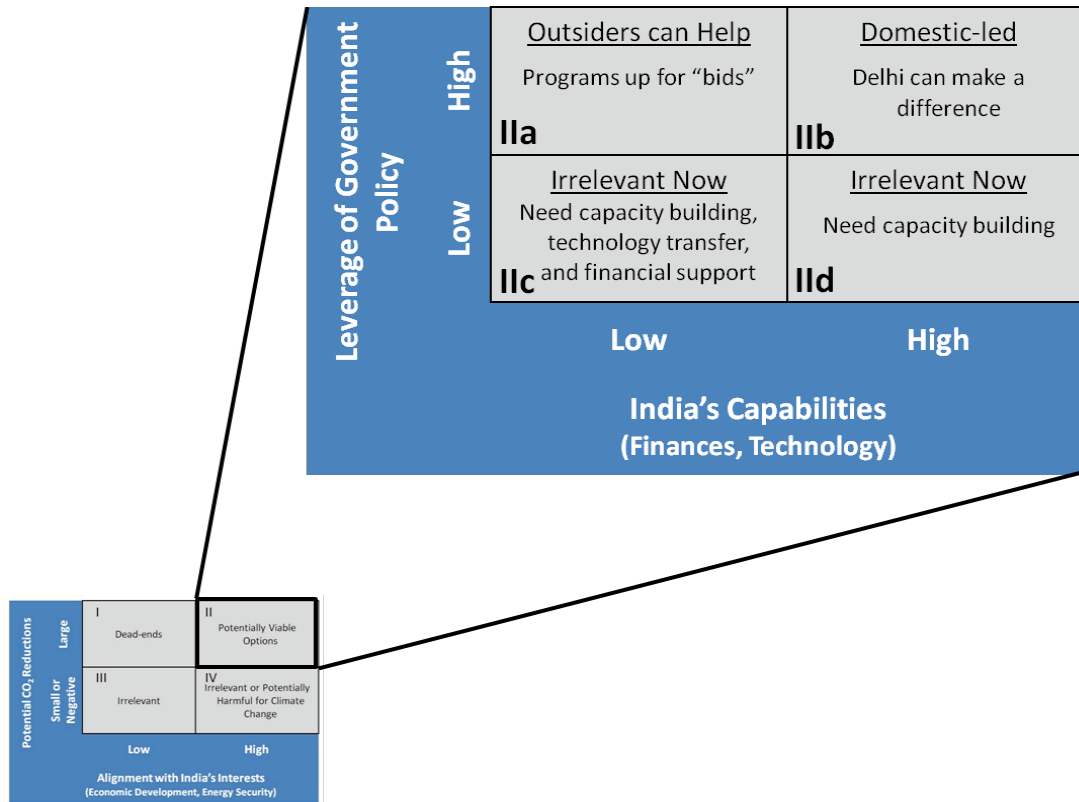 Leverage of Government
Policy
High
Low
Outsiders can Help
Programs up for “bids”
IIa
Domestic-led
Delhi can make a
difference
IIb
Irrelevant Now
Need capacity building,
technology transfer,
and financial support
IIc
Irrelevant Now
Need capacity building
IId
Low
High
India’s Capabilities
(Finances, Technology)
Potential CO₂ Reductions
Large
Small or
Negative
I
Dead-ends
II
Potentially Viable
Options
III
Irrelevant
IV
Irrelevant or Potentially
Harmful for Climate
Change
Low
High
Alignment with India’s Interests
(Economic Development, Energy Security)